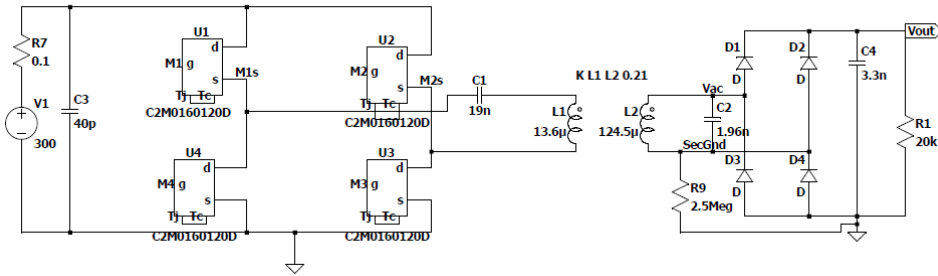 R7
0.1
V1
300
C3
40p
U1
d
M1 g
s
Tj Tc
C2M0160120D
M1s
U2
d
M2 g
s
Tj Tc
C2M0160120D
M2s
U4
d
M4 g
s
Tj Tc
C2M0160120D
U3
d
M3 g
s
Tj Tc
C2M0160120D
C1
19n
K L1 L2 0.21
L1
13.6µ
L2
124.5µ
Vac
C2
1.96n
SecGnd
R9
2.5Meg
D1
D
D2
D
D3
D
D4
D
C4
3.3n
Vout
R1
20k